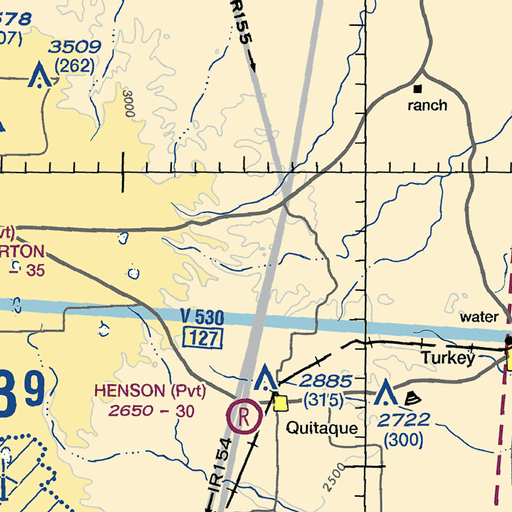 578
07)
3509
(262)
3000
IR155
ranch
vt)
RTON
– 35
V 530
127
water
Turkey
39
HENSON (Pvt)
2650 – 30
R
2885
(315)
2722
(300)
Quitaque
IR154
2500